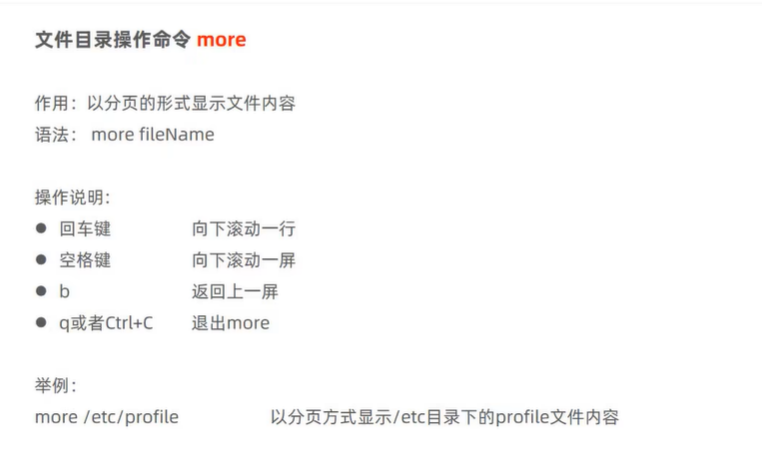 文件目录操作命令 more
作用：以分页的形式显示文件内容
语法： more fileName
操作说明：
● 回车键 向下滚动一行
● 空格键 向下滚动一屏
● b 返回上一屏
● q或者Ctrl+C 退出more
举例：
more /etc/profile 以分页方式显示/etc目录下的profile文件内容